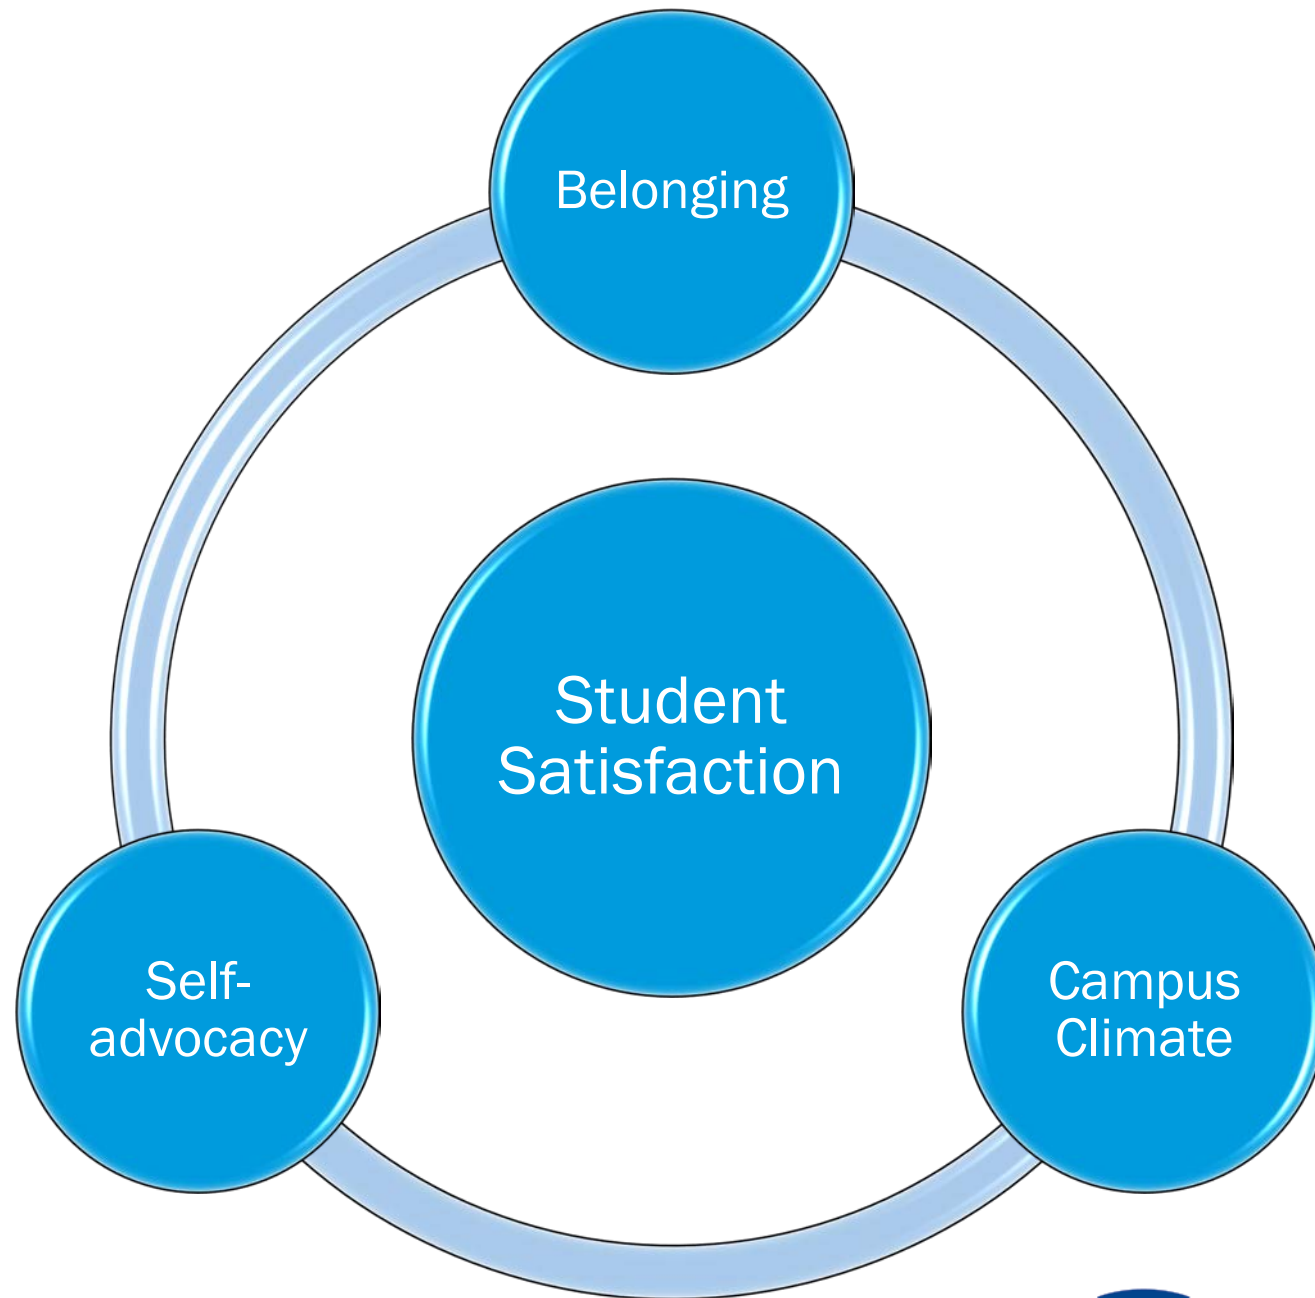 Belonging
Student
Satisfaction
Self-
advocacy
Campus
Climate